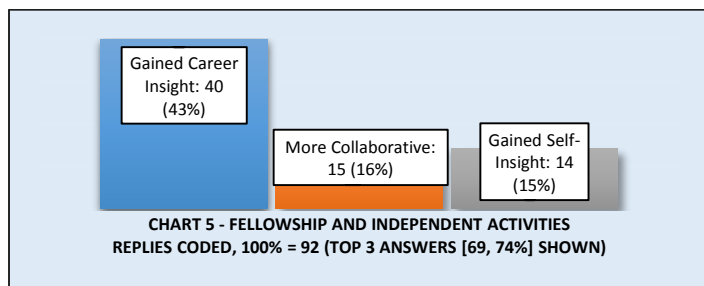 Gained Career
Insight: 40
(43%)
More Collaborative:
15 (16%)
Gained Self-
Insight: 14
(15%)
CHART 5 - FELLOWSHIP AND INDEPENDENT ACTIVITIES
REPLIES CODED, 100% = 92 (TOP 3 ANSWERS [69, 74%] SHOWN)